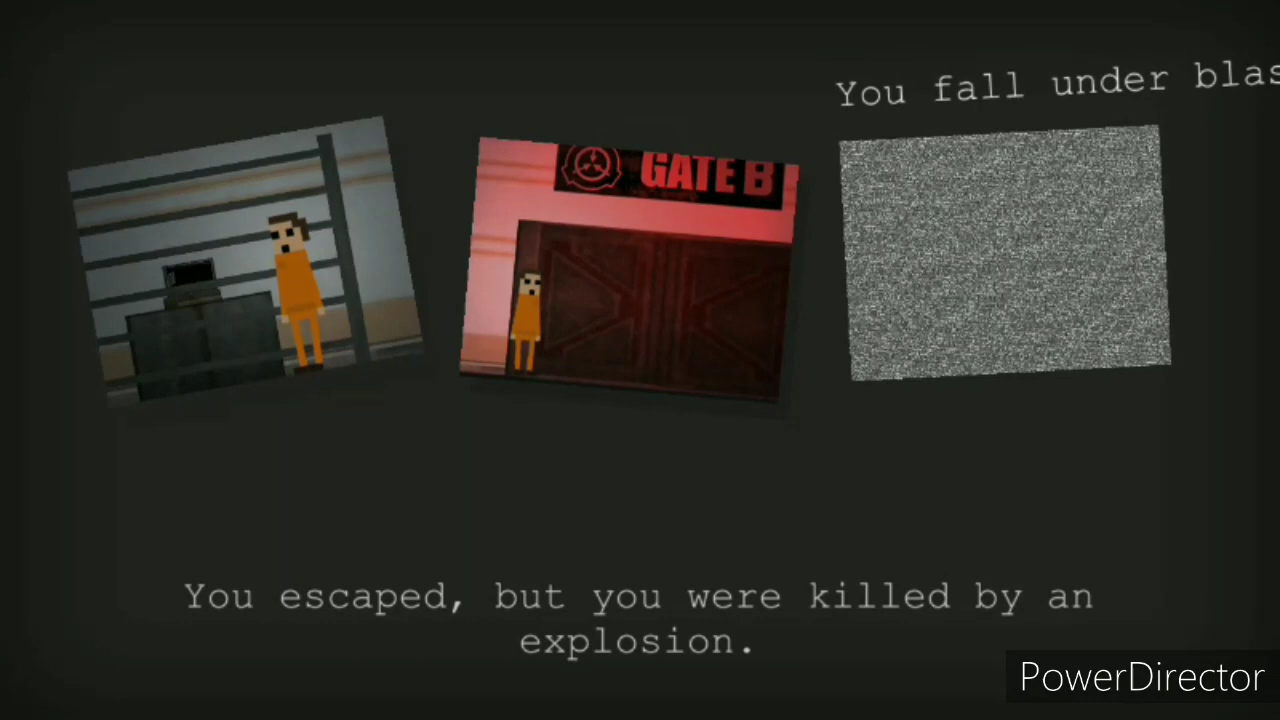 You fall under
GATE B
You escaped, but you were killed by an
explosion.
PowerDirector